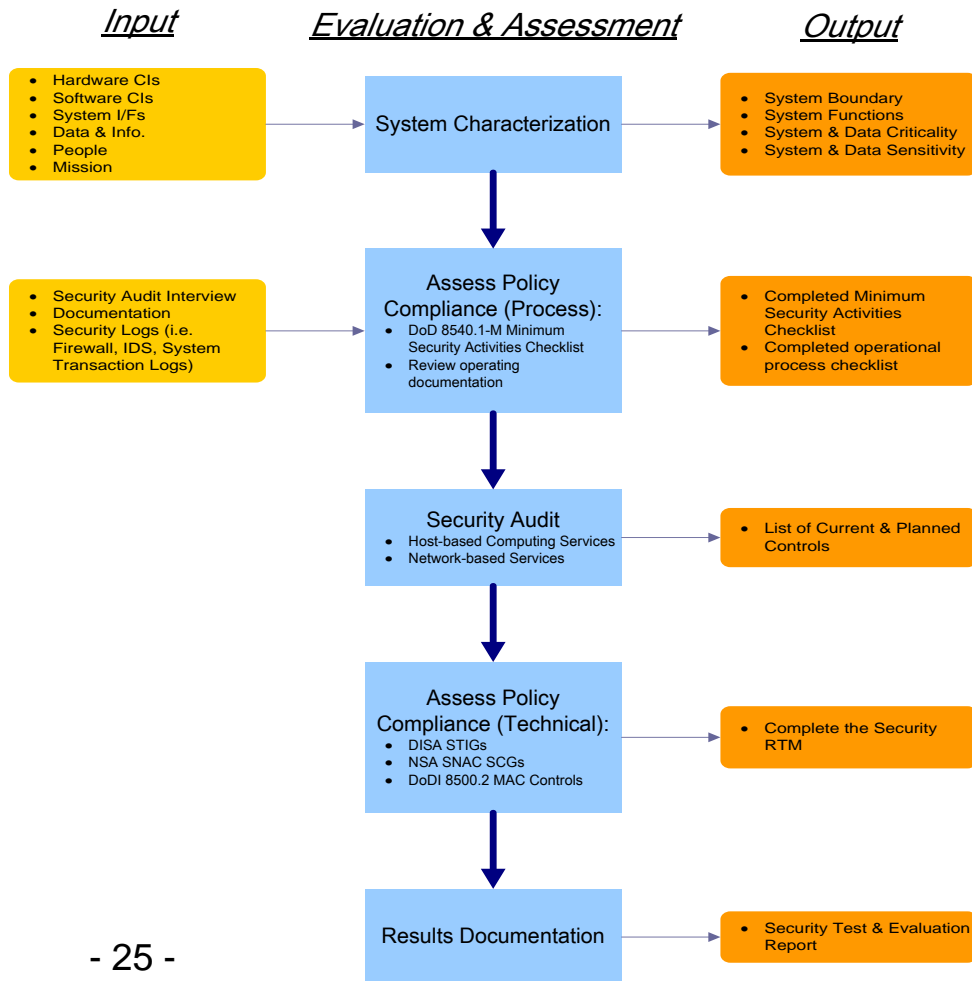 Input
Evaluation & Assessment
Output
• Hardware CIs
• Software CIs
• System I/Fs
• Data & Info.
• People
• Mission
System Characterization
• System Boundary
• System Functions
• System & Data Criticality
• System & Data Sensitivity
• Security Audit Interview
• Documentation
• Security Logs (i.e.
Firewall, IDS, System
Transaction Logs)
Assess Policy
Compliance (Process):
• DoD 8540.1-M Minimum
Security Activities Checklist
• Review operating
documentation
• Completed Minimum
Security Activities
Checklist
• Completed operational
process checklist
Security Audit
• Host-based Computing Services
• Network-based Services
• List of Current & Planned
Controls
Assess Policy
Compliance (Technical):
• DISA STIGs
• NSA SNAC SCGs
• DoDI 8500.2 MAC Controls
• Complete the Security
RTM
Results Documentation
• Security Test & Evaluation
Report
- 25 -